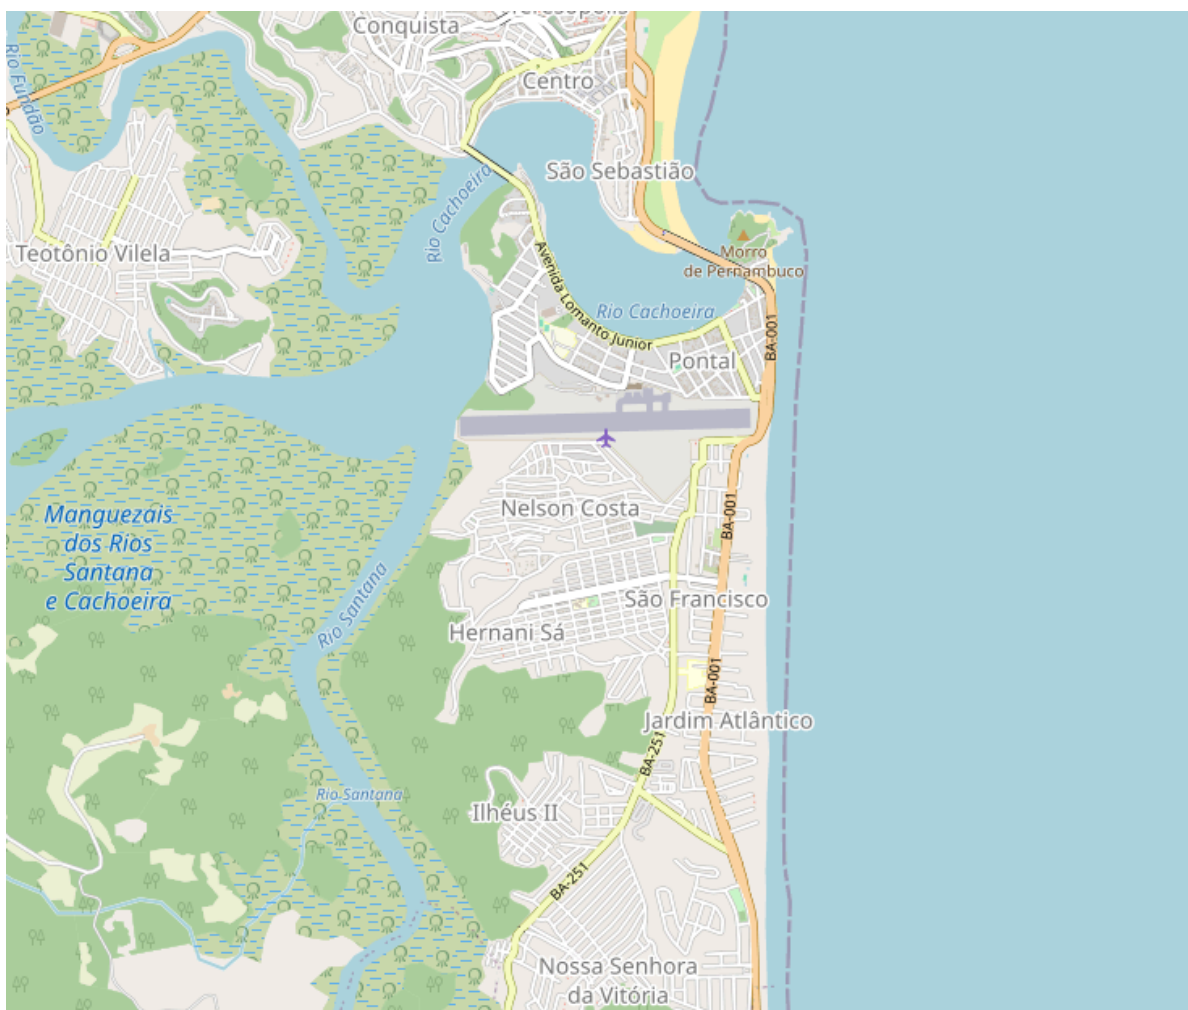 Conquista
Centro
Rio Fundão
São Sebastião
Rio Cachoeira
Teotônio Vilela
Avenida Lomanto Junior
Morro
de Pernambuco
Rio Cachoeira
BA-001
Pontal
Nelson Costa
BA-001
Manguezais
dos Rios
Santana
e Cachoeira
Rio Santana
São Francisco
Hernani Sá
BA-001
Jardim Atlântico
BA-251
Rio Santana
Ilhéus II
BA-251
Nossa Senhora
da Vitória